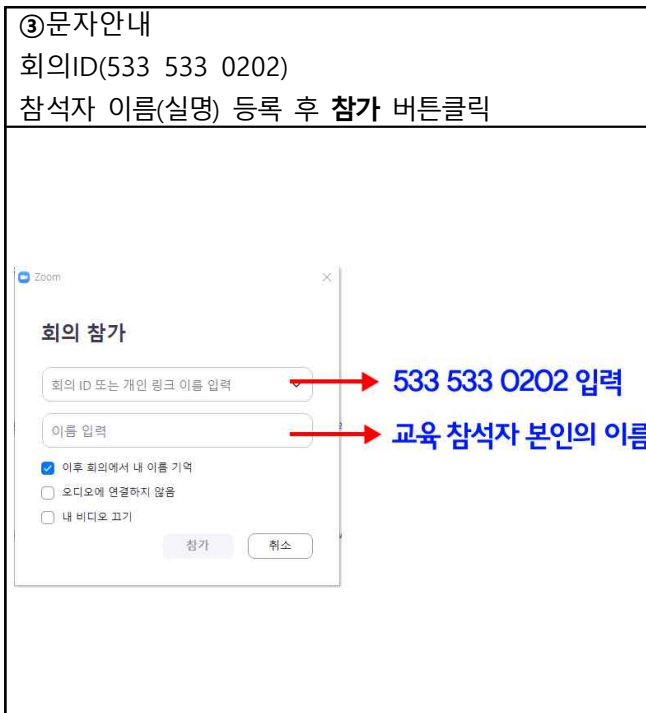 ③문자안내
회의ID(533 533 0202)
참석자 이름(실명) 등록 후 참가 버튼클릭
Zoom
회의 참가
회의 ID 또는 개인 링크 이름 입력
533 533 0202 입력
이름 입력
교육 참석자 본인의 이름
이후 회의에서 내 이름 기억
오디오에 연결하지 않음
내 비디오 끄기
참가 취소